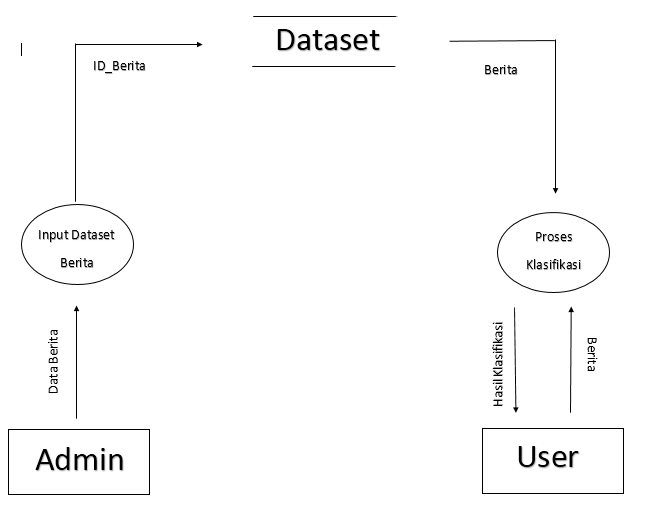 Dataset
ID_Berita
Berita
Input Dataset
Berita
Proses
Klasifikasi
Data Berita
Hasil Klasifikasi
Berita
Admin
User